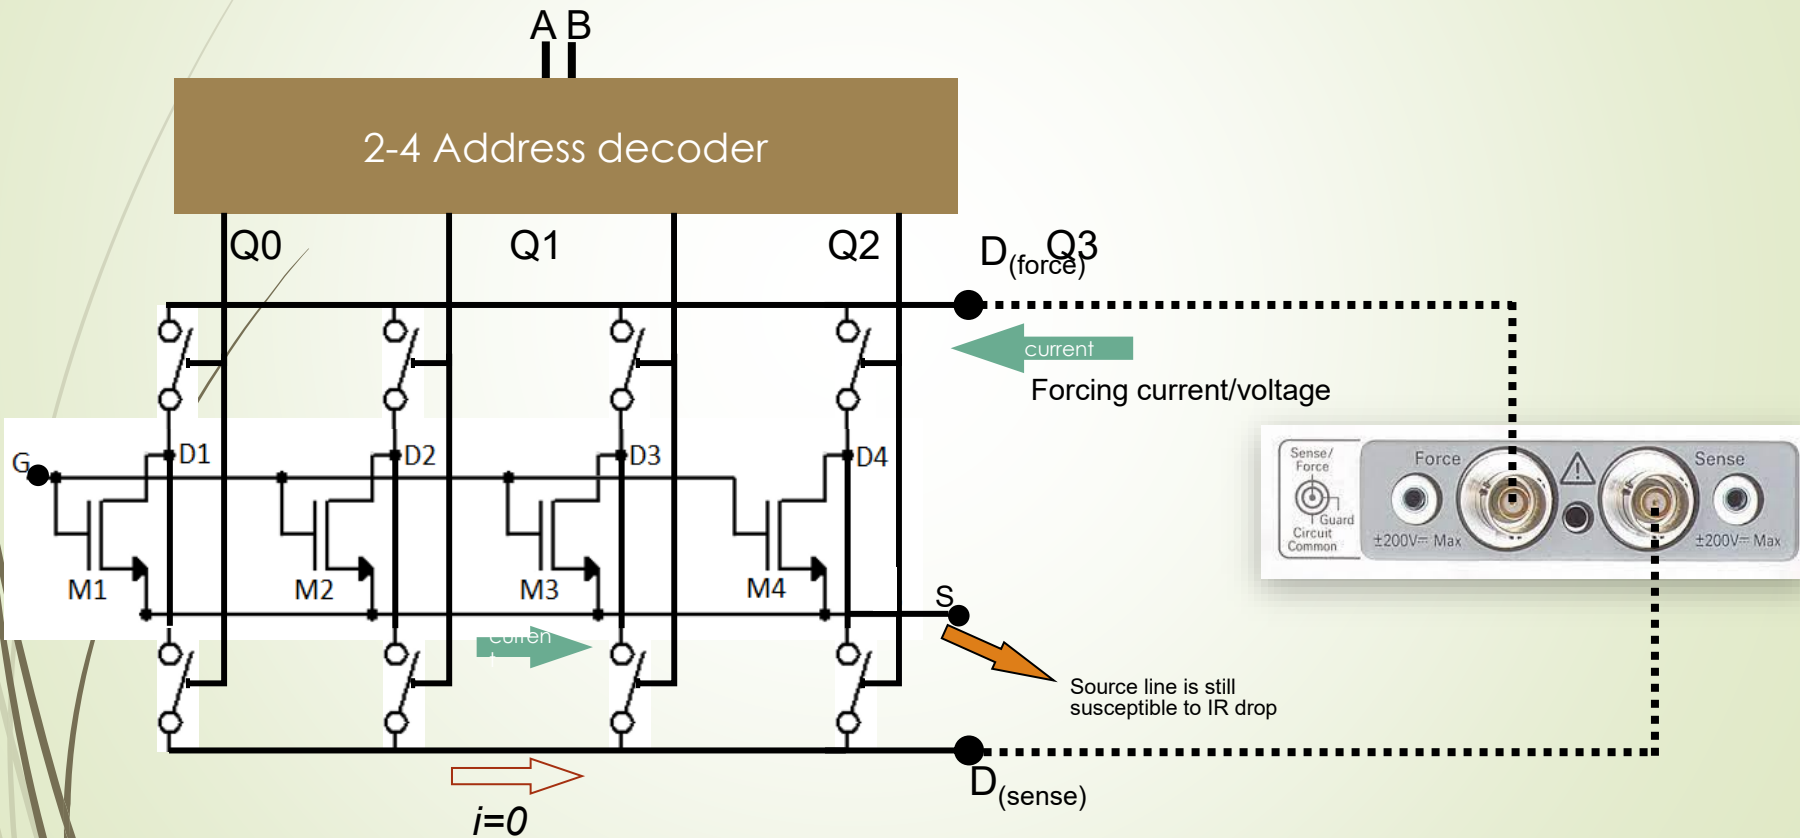 A B
2-4 Address decoder
Q0
Q1
Q2
D(force)
Q3
current
Forcing current/voltage
G
D1
D2
D3
D4
M1
M2
M3
M4
S
curren
t
Source line is still
susceptible to IR drop
D(sense)
i=0
Sense/
Force
Guard
Circuit
Common
Force
Sense
±200V⎓ Max
±200V⎓ Max